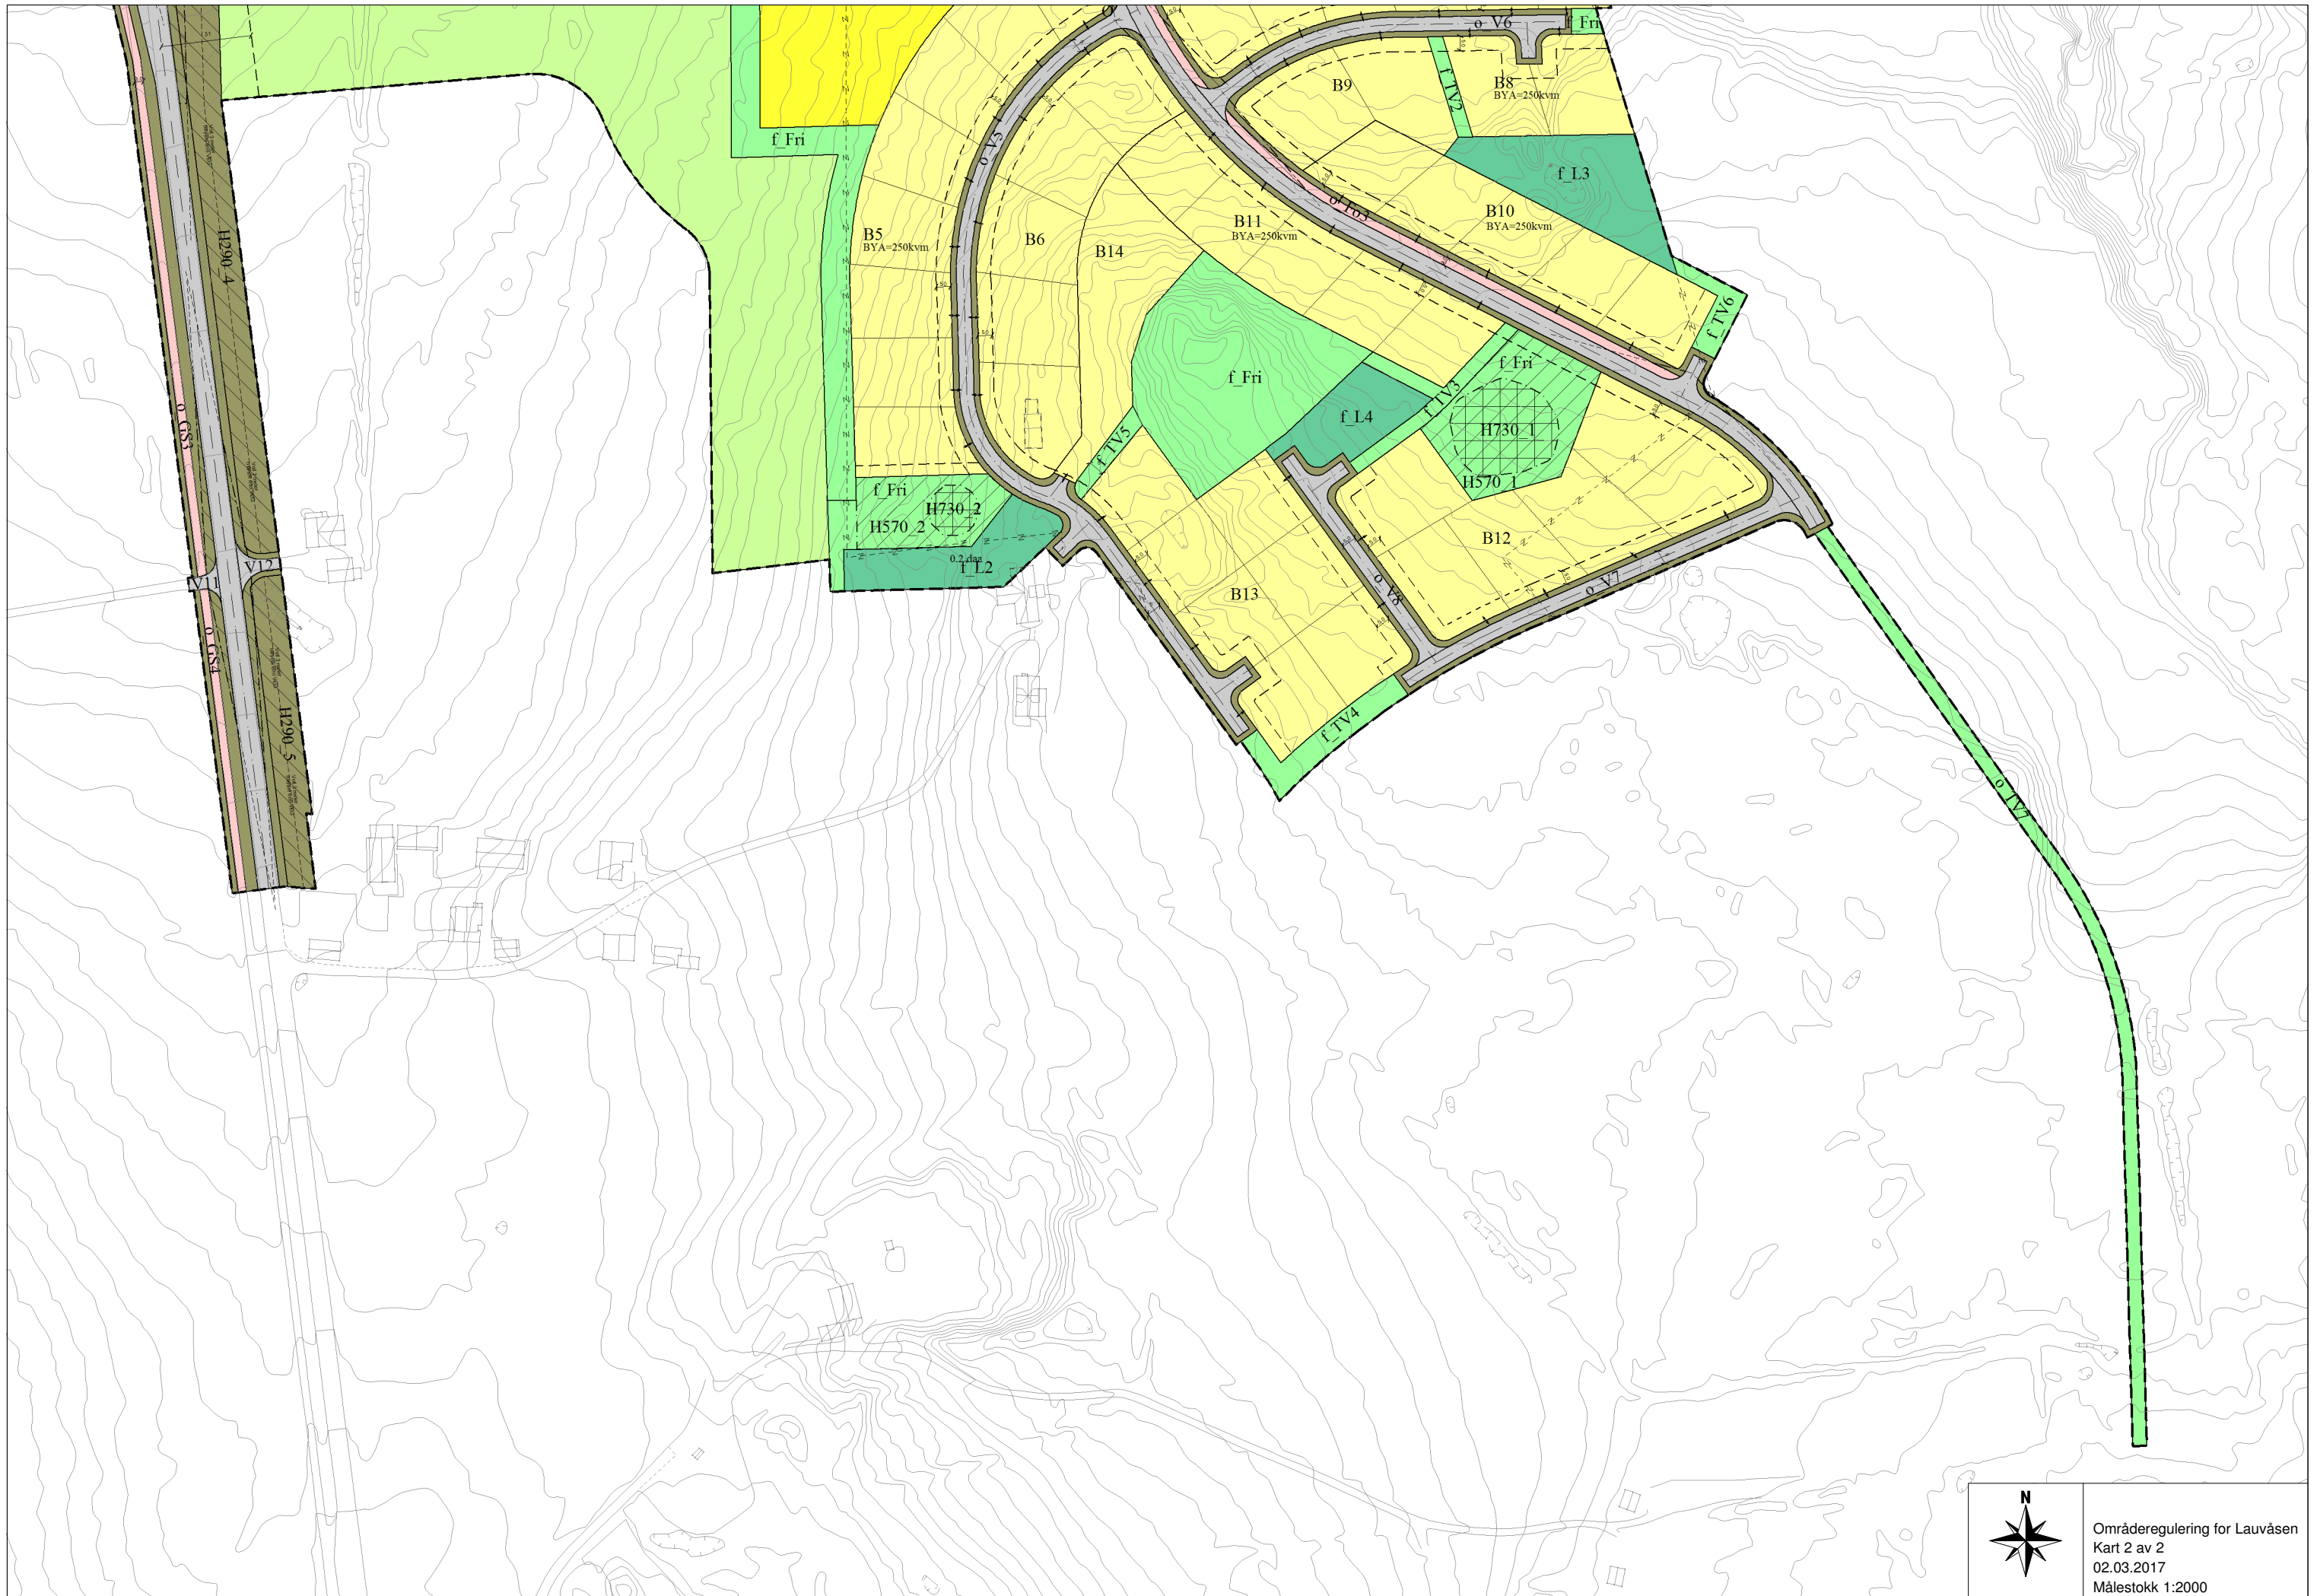 o_V6
f_Fri
31
B9
f_TV2
B8
BYA=250kvm
f_Fri
o_V5
f_L3
o_Fo3
B10
BYA=250kvm
B11
BYA=250kvm
B5
BYA=250kvm
B6
B14
H290_4
f_TV6
f_Fri
f_Fri
f_TV3
f_L4
o_GS3
H730_1
f_TV5
H570_1
f_Fri
H730_2
H570_2
B12
0.2 daa
f_L2
V11
V12
o_V7
o_V8
B13
o_GS4
H290_5
f_TV4
o_TV7
N
Områderegulering for Lauvåsen
Kart 2 av 2
02.03.2017
Målestokk 1:2000